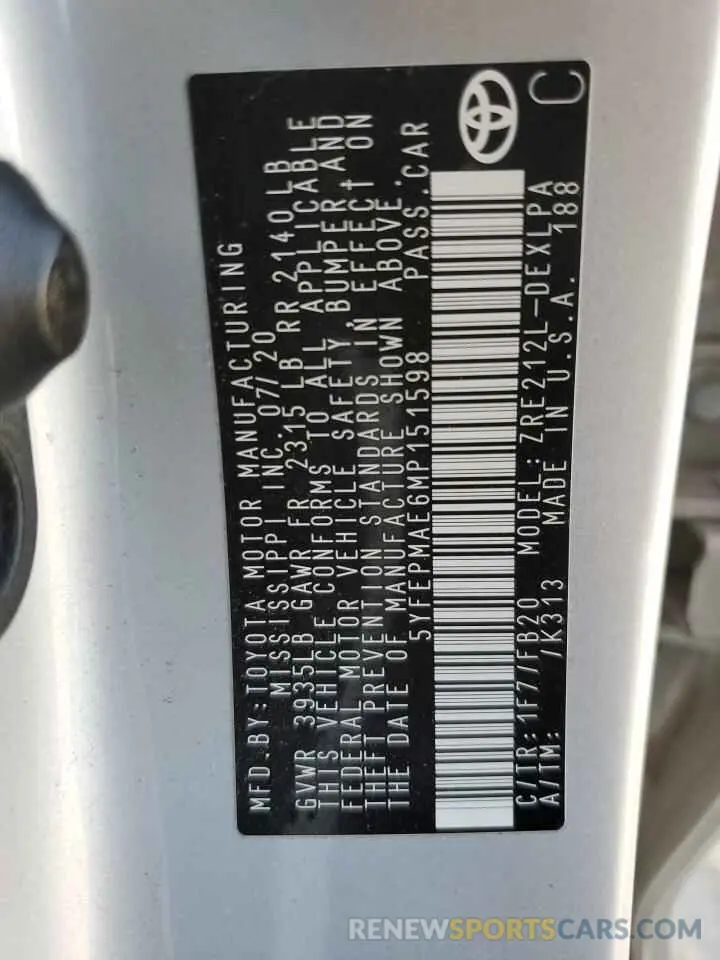 MFD.BY:TOYOTA MOTOR MANUFACTURING
MISSISSIPPI INC. 07/20
GVWR 3935LB GAWR FR 2315 LB RR 2140LB
THIS VEHICLE CONFORMS TO ALL APPLICABLE
FEDERAL MOTOR VEHICLE SAFETY, BUMPER, AND
THEFT PREVENTION STANDARDS IN EFFECT ON
THE DATE OF MANUFACTURE SHOWN ABOVE.
5YFEPMAE6MP151598 PASS.CAR
C/TR: 1F7/FB20 MODEL: ZRE212L-DEXLPA
A/TM: /K313 MADE IN U.S.A. 188
C
RENEWSPORTSCARS.COM